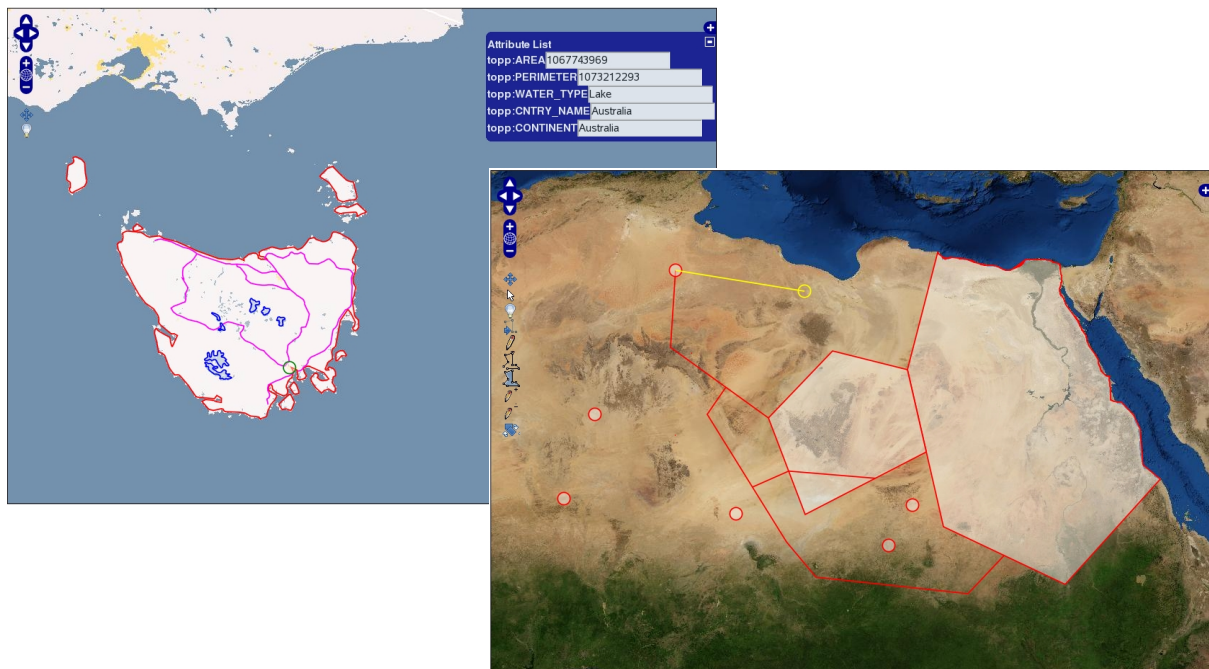 Attribute List
topp:AREA 1067743969
topp:PERIMETER 1073212293
topp:WATER_TYPE Lake
topp:CNTRY_NAME Australia
topp:CONTINENT Australia